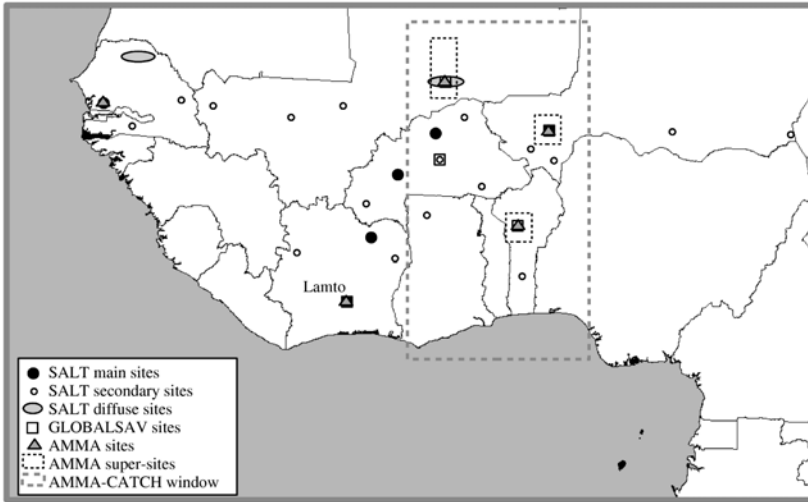 Lamto
SALT main sites
SALT secondary sites
SALT diffuse sites
GLOBALSAV sites
AMMA sites
AMMA super-sites
AMMA-CATCH window